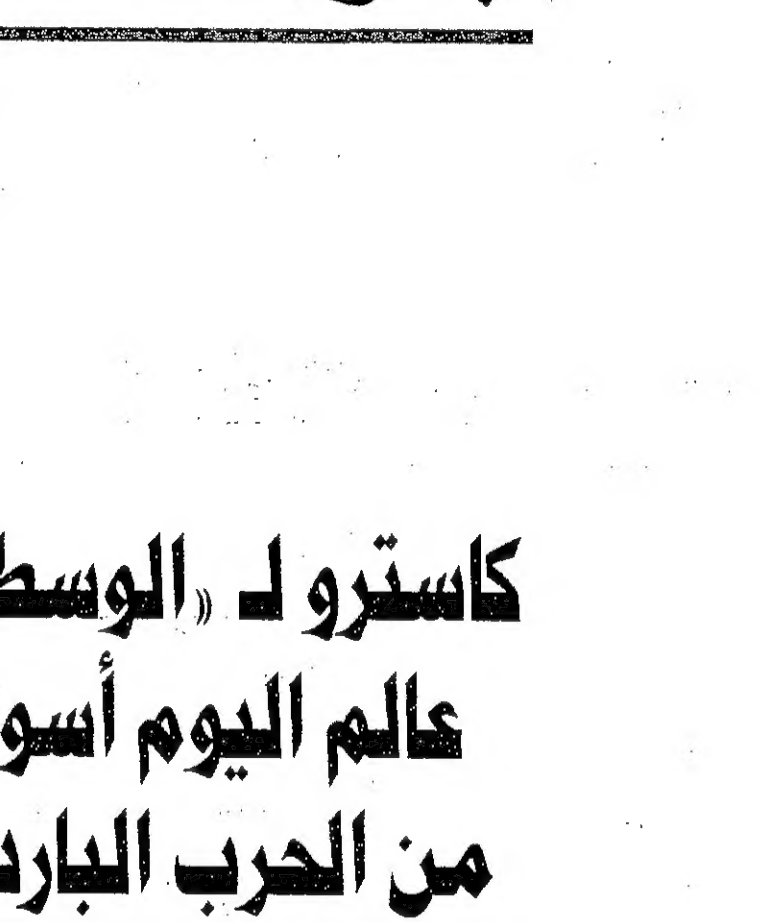 كاسترو لـ «الوسط
عالم اليوم أسو
من الحرب البارد